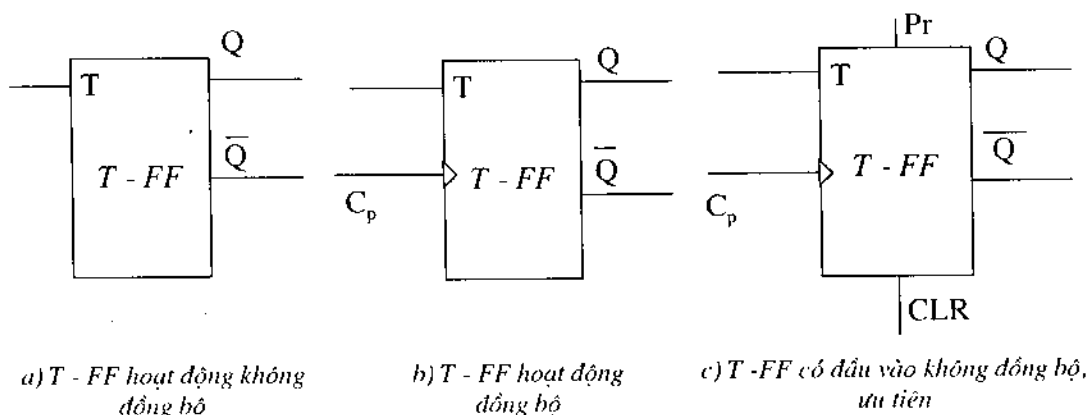 Pr
Q
Q
Q
T
T
T
Q̅
Q̅
Q̅
T - FF
T - FF
T - FF
Cₚ
Cₚ
CLR
a) T - FF hoạt động không
đồng bộ
b) T - FF hoạt động
đồng bộ
c) T -FF có đầu vào không đồng bộ,
ưu tiên